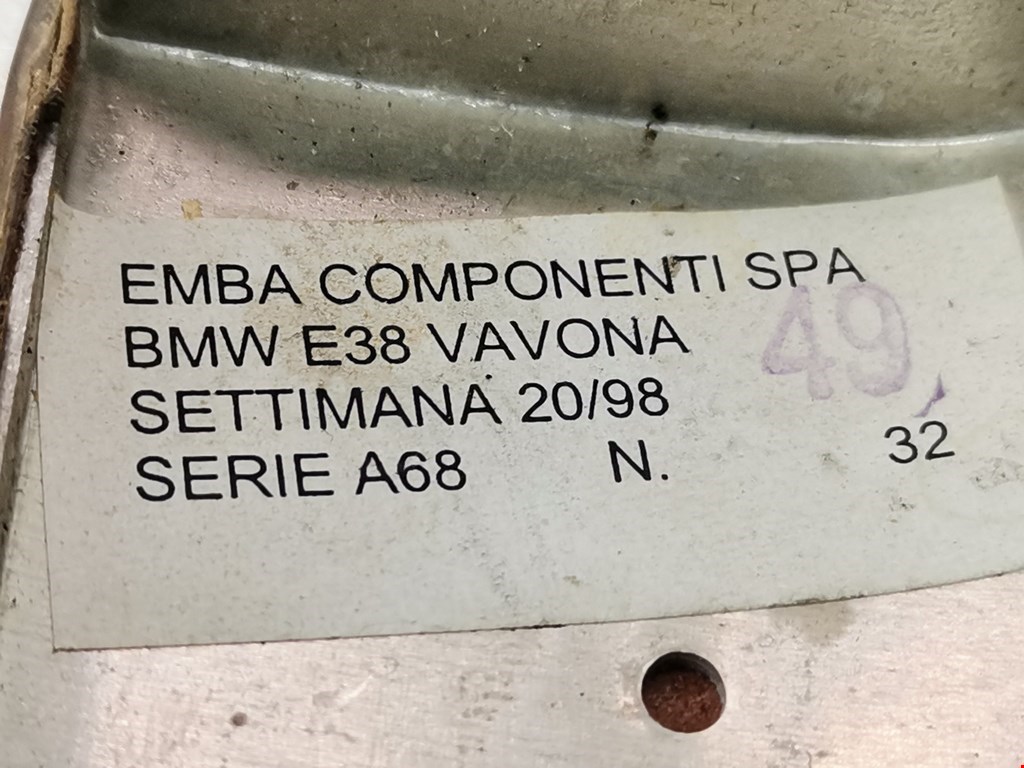 EMBA COMPONENTI SPA
BMW E38 VAVONA
49
SETTIMANA 20/98
SERIE A68 N. 32